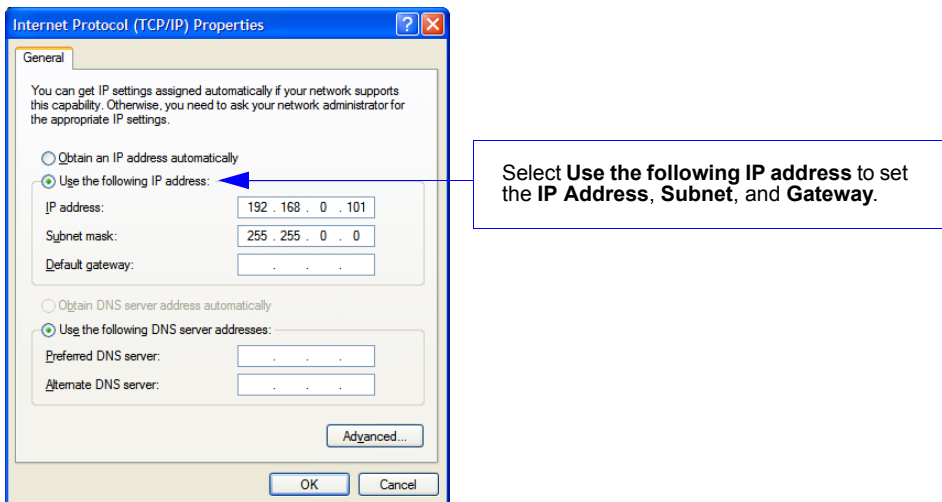 Internet Protocol (TCP/IP) Properties
General
You can get IP settings assigned automatically if your network supports
this capability. Otherwise, you need to ask your network administrator for
the appropriate IP settings.
Obtain an IP address automatically
Use the following IP address:
IP address: 192 . 168 . 0 . 101
Subnet mask: 255 . 255 . 0 . 0
Default gateway: . . .
Obtain DNS server address automatically
Use the following DNS server addresses:
Preferred DNS server: . . .
Alternate DNS server: . . .
Advanced...
OK Cancel
Select Use the following IP address to set
the IP Address, Subnet, and Gateway.